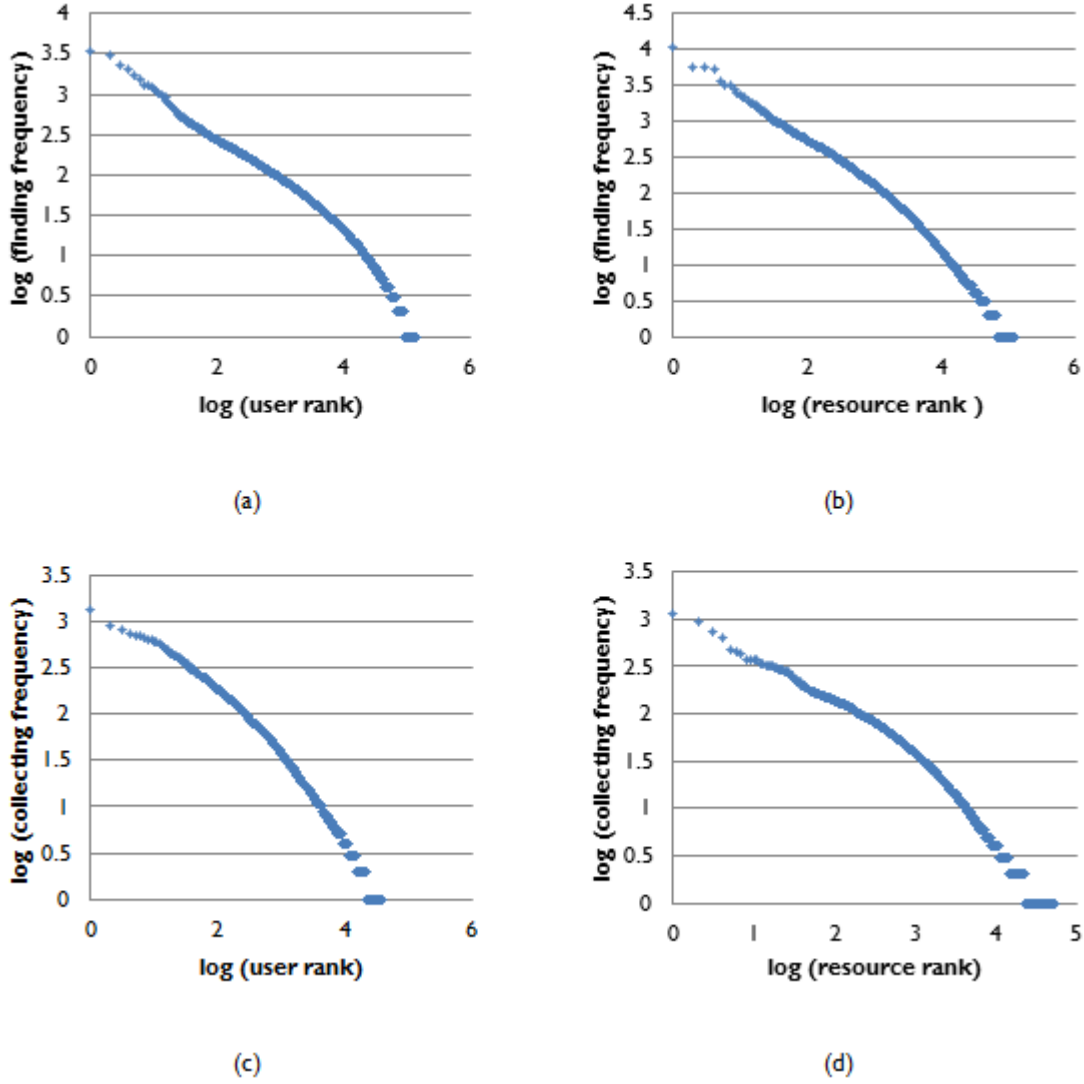 4
3.5
3
2.5
2
1.5
1
0.5
0
0 2 4 6
log (finding frequency)
log (user rank)
(a)
4.5
4
3.5
3
2.5
2
1.5
1
0.5
0
0 2 4 6
log (finding frequency)
log (resource rank )
(b)
3.5
3
2.5
2
1.5
1
0.5
0
0 2 4 6
log (collecting frequency)
log (user rank)
(c)
3.5
3
2.5
2
1.5
1
0.5
0
0 1 2 3 4 5
log (collecting frequency)
log (resource rank)
(d)